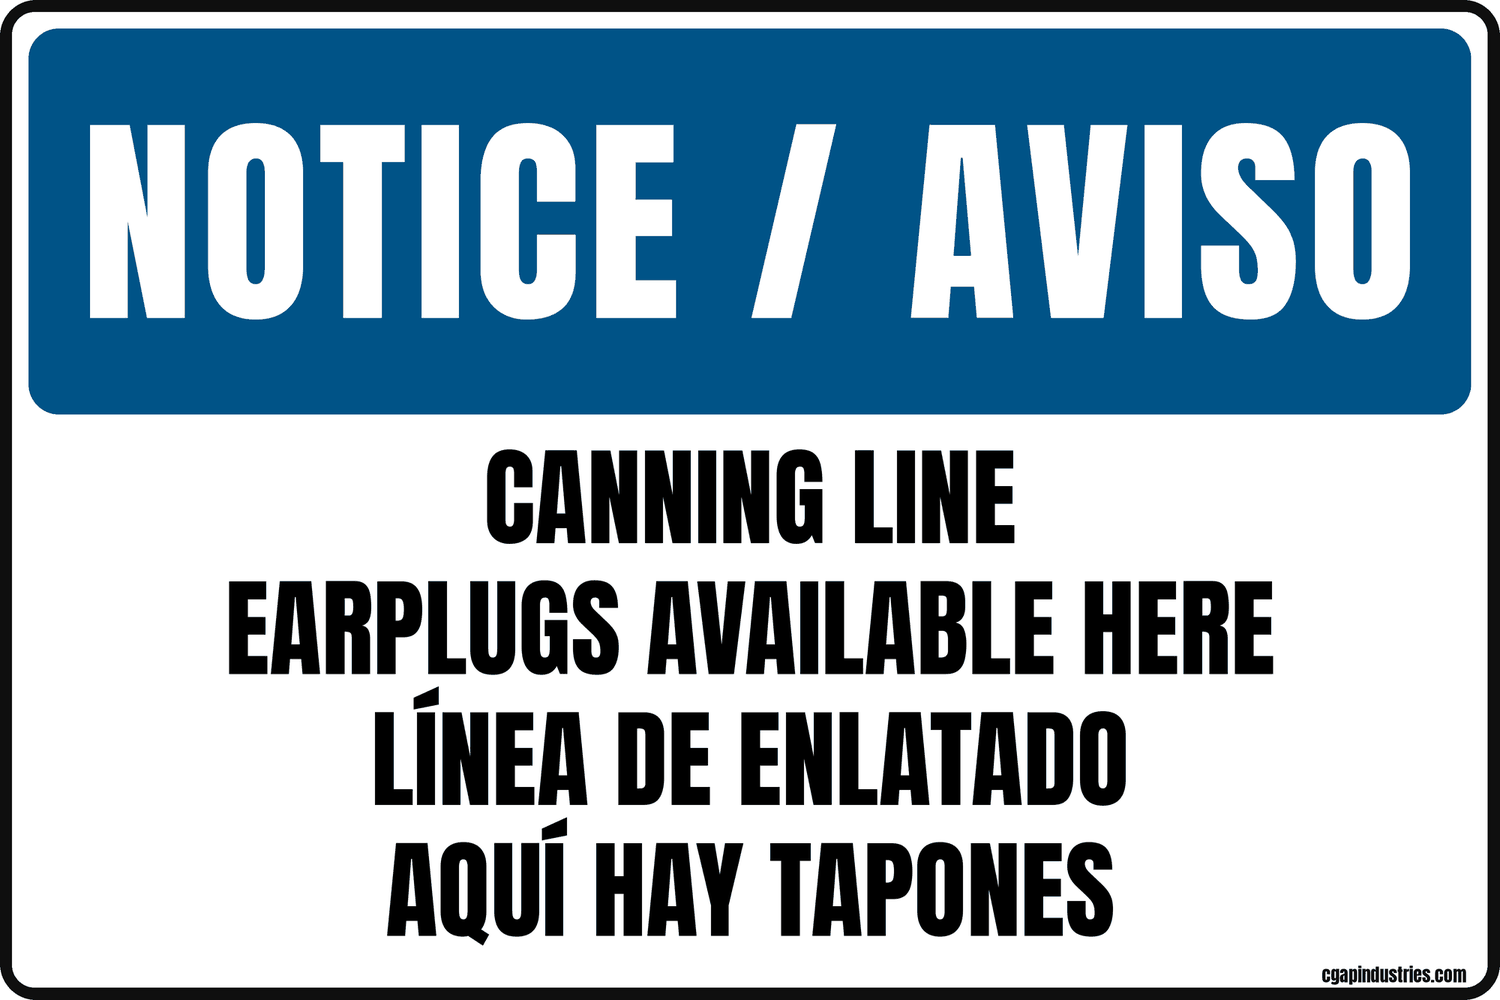 NOTICE / AVISO
CANNING LINE
EARPLUGS AVAILABLE HERE
LÍNEA DE ENLATADO
AQUÍ HAY TAPONES
cgapindustries.com